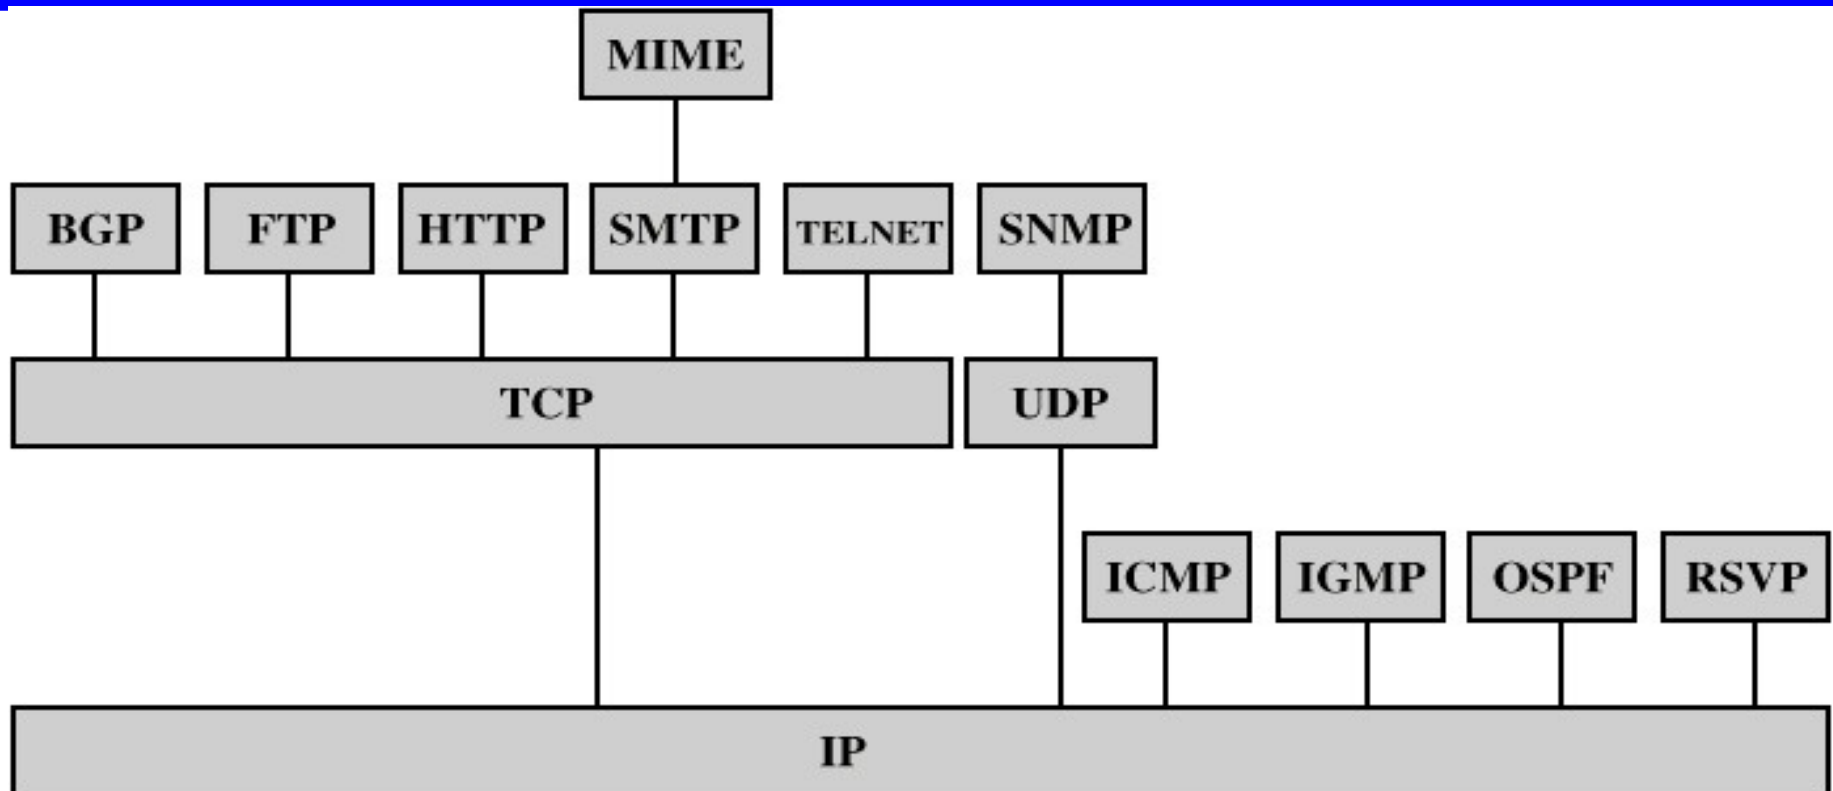 MIME
BGP FTP HTTP SMTP TELNET SNMP
TCP UDP
ICMP IGMP OSPF RSVP
IP